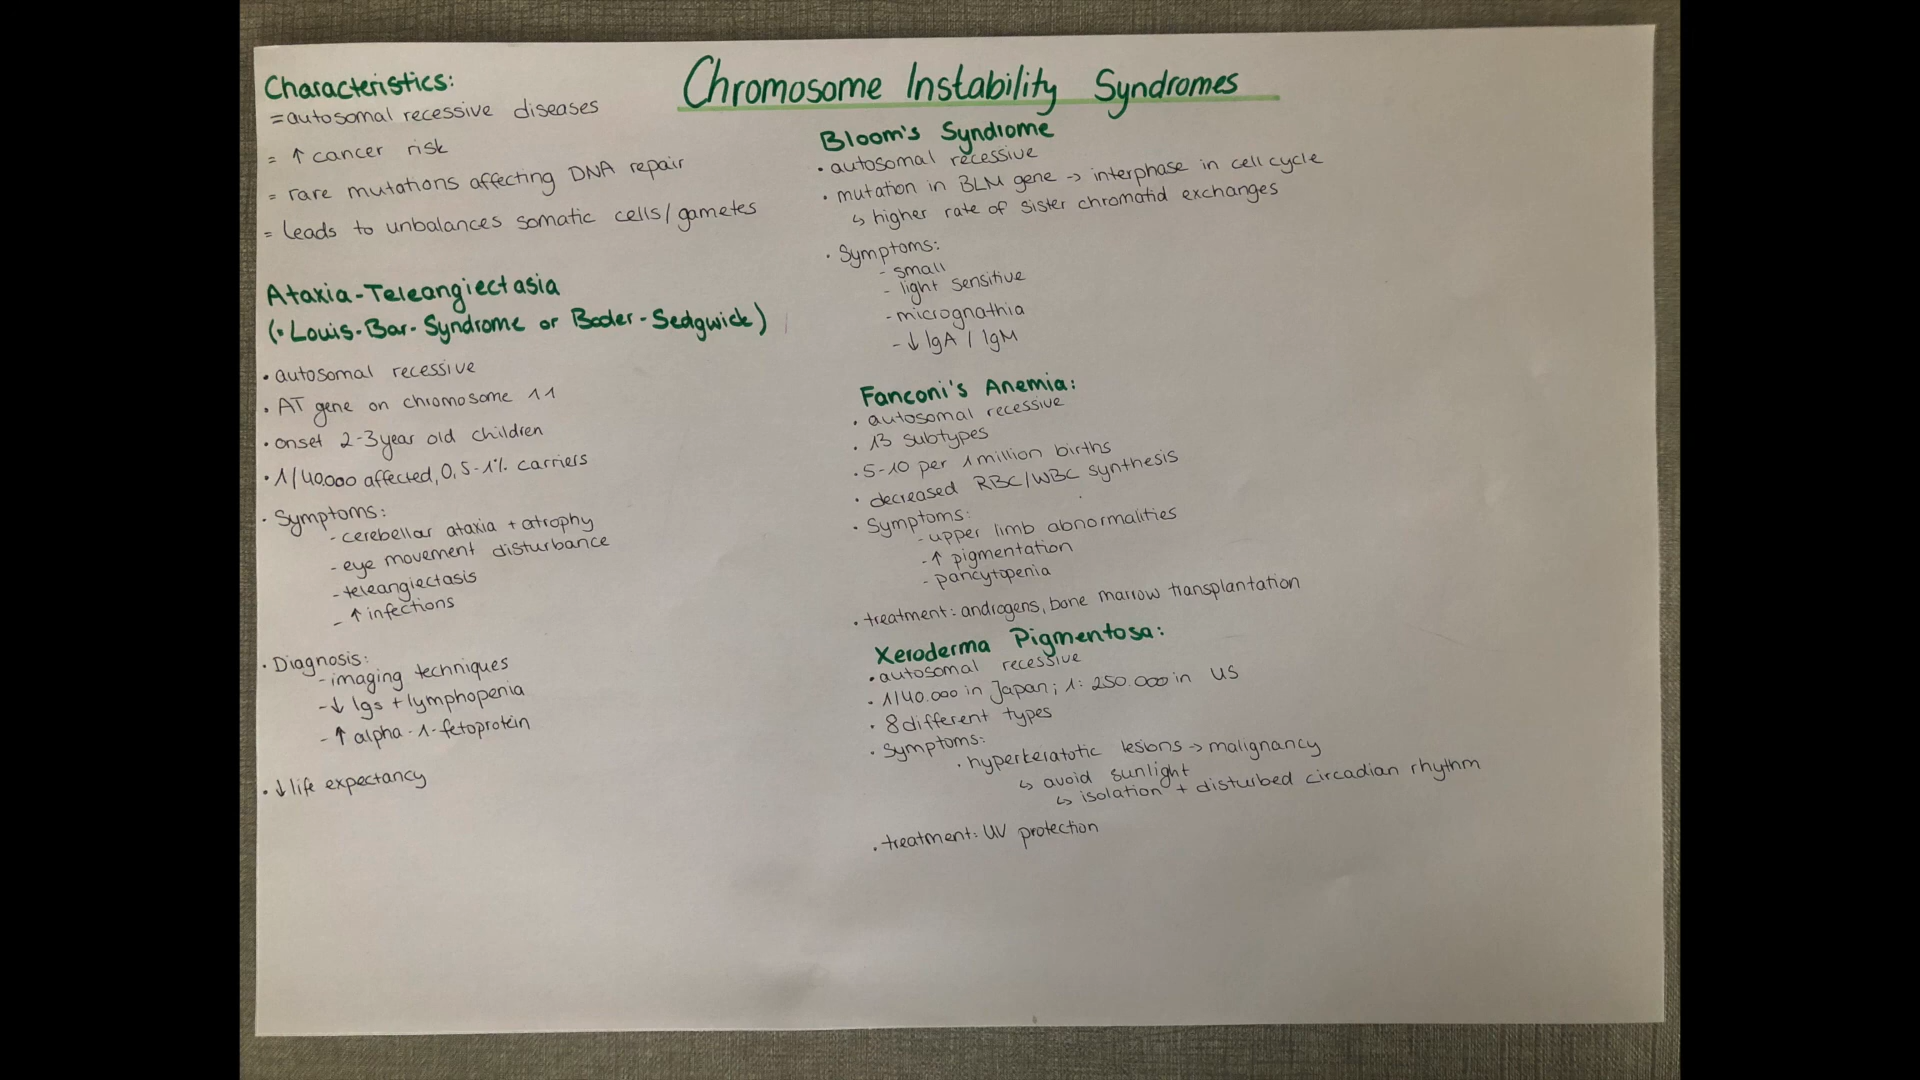 Chromosome Instability Syndromes
Characteristics:
= autosomal recessive diseases
= ↑ cancer risk
= rare mutations affecting DNA repair
= leads to unbalances somatic cells/gametes
Ataxia-Teleangiectasia
(• Louis-Bar-Syndrome or Boder-Sedgwick)
• autosomal recessive
• AT gene on chromosome 11
• onset 2-3 year old children
• 1/40.000 affected, 0,5-1% carriers
• Symptoms:
- cerebellar ataxia + atrophy
- eye movement disturbance
- teleangiectasis
- ↑ infections
• Diagnosis:
- imaging techniques
- ↓ Igs + lymphopenia
- ↑ alpha-1-fetoprotein
• ↓ life expectancy
Bloom's Syndrome
• autosomal recessive
• mutation in BLM gene → interphase in cell cycle
↳ higher rate of sister chromatid exchanges
• Symptoms:
- small
- light sensitive
- micrognathia
- ↓ IgA / IgM
Fanconi's Anemia:
• autosomal recessive
• 13 subtypes
• 5-10 per 1 million births
• decreased RBC/WBC synthesis
• Symptoms:
- upper limb abnormalities
- ↑ pigmentation
- pancytopenia
• treatment: androgens, bone marrow transplantation
Xeroderma Pigmentosa:
• autosomal recessive
• 1/40.000 in Japan; 1: 250.000 in US
• 8 different types
• Symptoms:
• hyperkeratotic lesions → malignancy
↳ avoid sunlight
↳ isolation + disturbed circadian rhythm
• treatment: UV protection